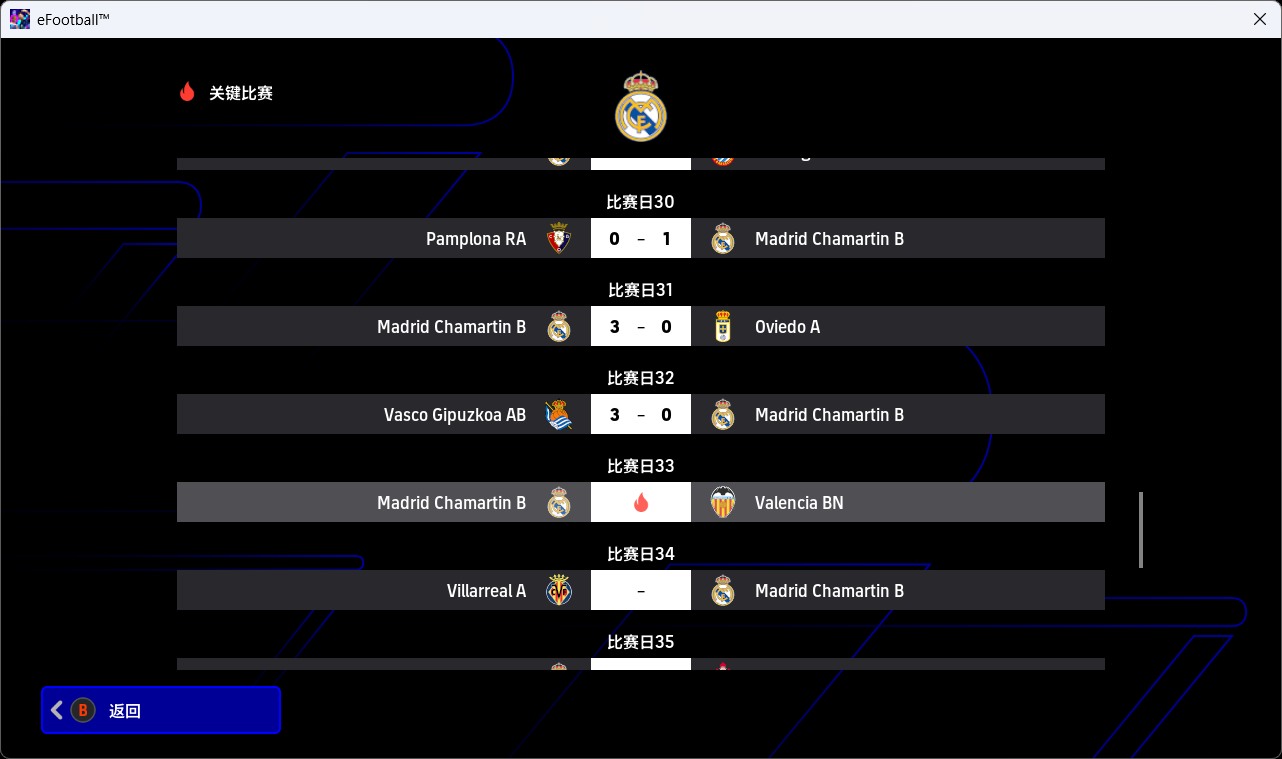 eFootball™
关键比赛
比赛日30
Pamplona RA 0 - 1 Madrid Chamartin B
比赛日31
Madrid Chamartin B 3 - 0 Oviedo A
比赛日32
Vasco Gipuzkoa AB 3 - 0 Madrid Chamartin B
比赛日33
Madrid Chamartin B Valencia BN
比赛日34
Villarreal A - Madrid Chamartin B
比赛日35
B 返回